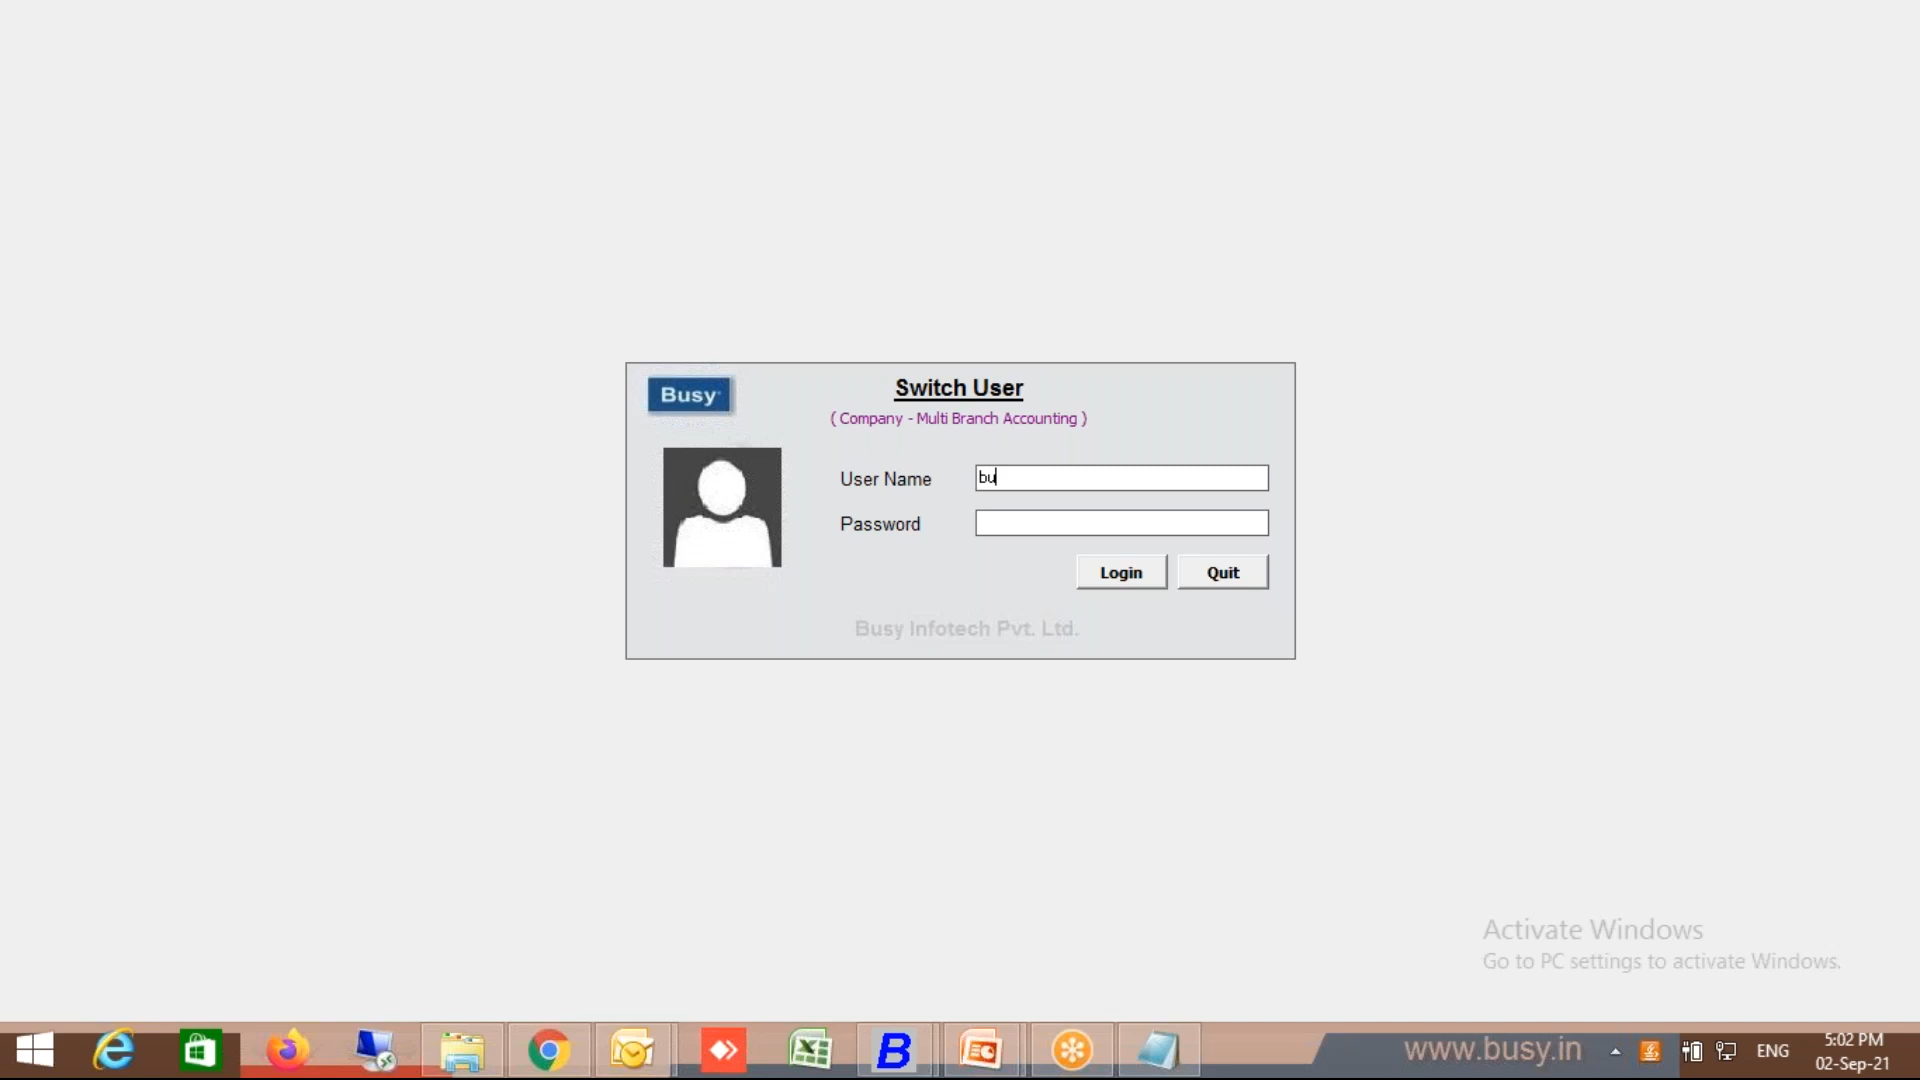 Busy
Switch User
( Company - Multi Branch Accounting )
User Name
bu
Password
Login
Quit
Busy Infotech Pvt. Ltd.
Activate Windows
Go to PC settings to activate Windows.
www.busy.in
ENG
5:02 PM
02-Sep-21